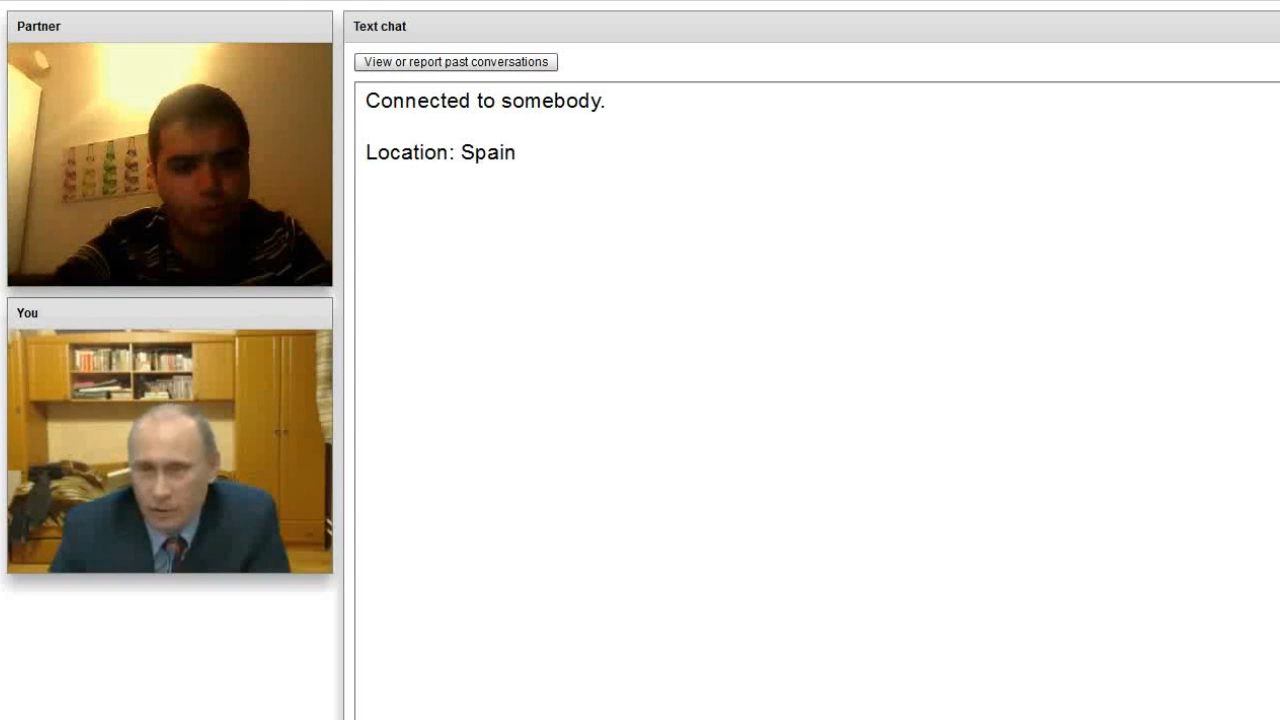 Partner
Text chat
View or report past conversations
Connected to somebody.
Location: Spain
You